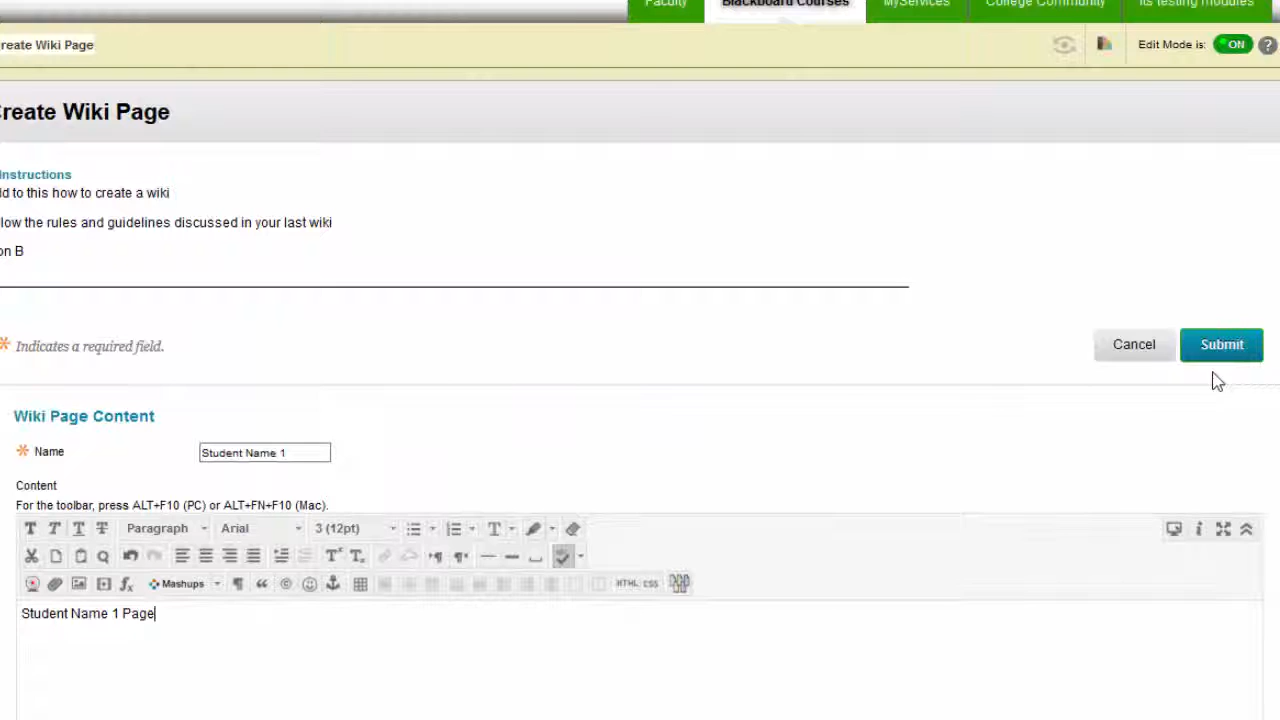 Faculty Blackboard Courses MyServices College Community its testing modules
reate Wiki Page Edit Mode is: ON ?
reate Wiki Page
Instructions
d to this how to create a wiki
low the rules and guidelines discussed in your last wiki
on B
Indicates a required field. Cancel Submit
Wiki Page Content
Name Student Name 1
Content
For the toolbar, press ALT+F10 (PC) or ALT+FN+F10 (Mac).
T T T T Paragraph Arial 3 (12pt) T
Mashups HTML CSS
Student Name 1 Page